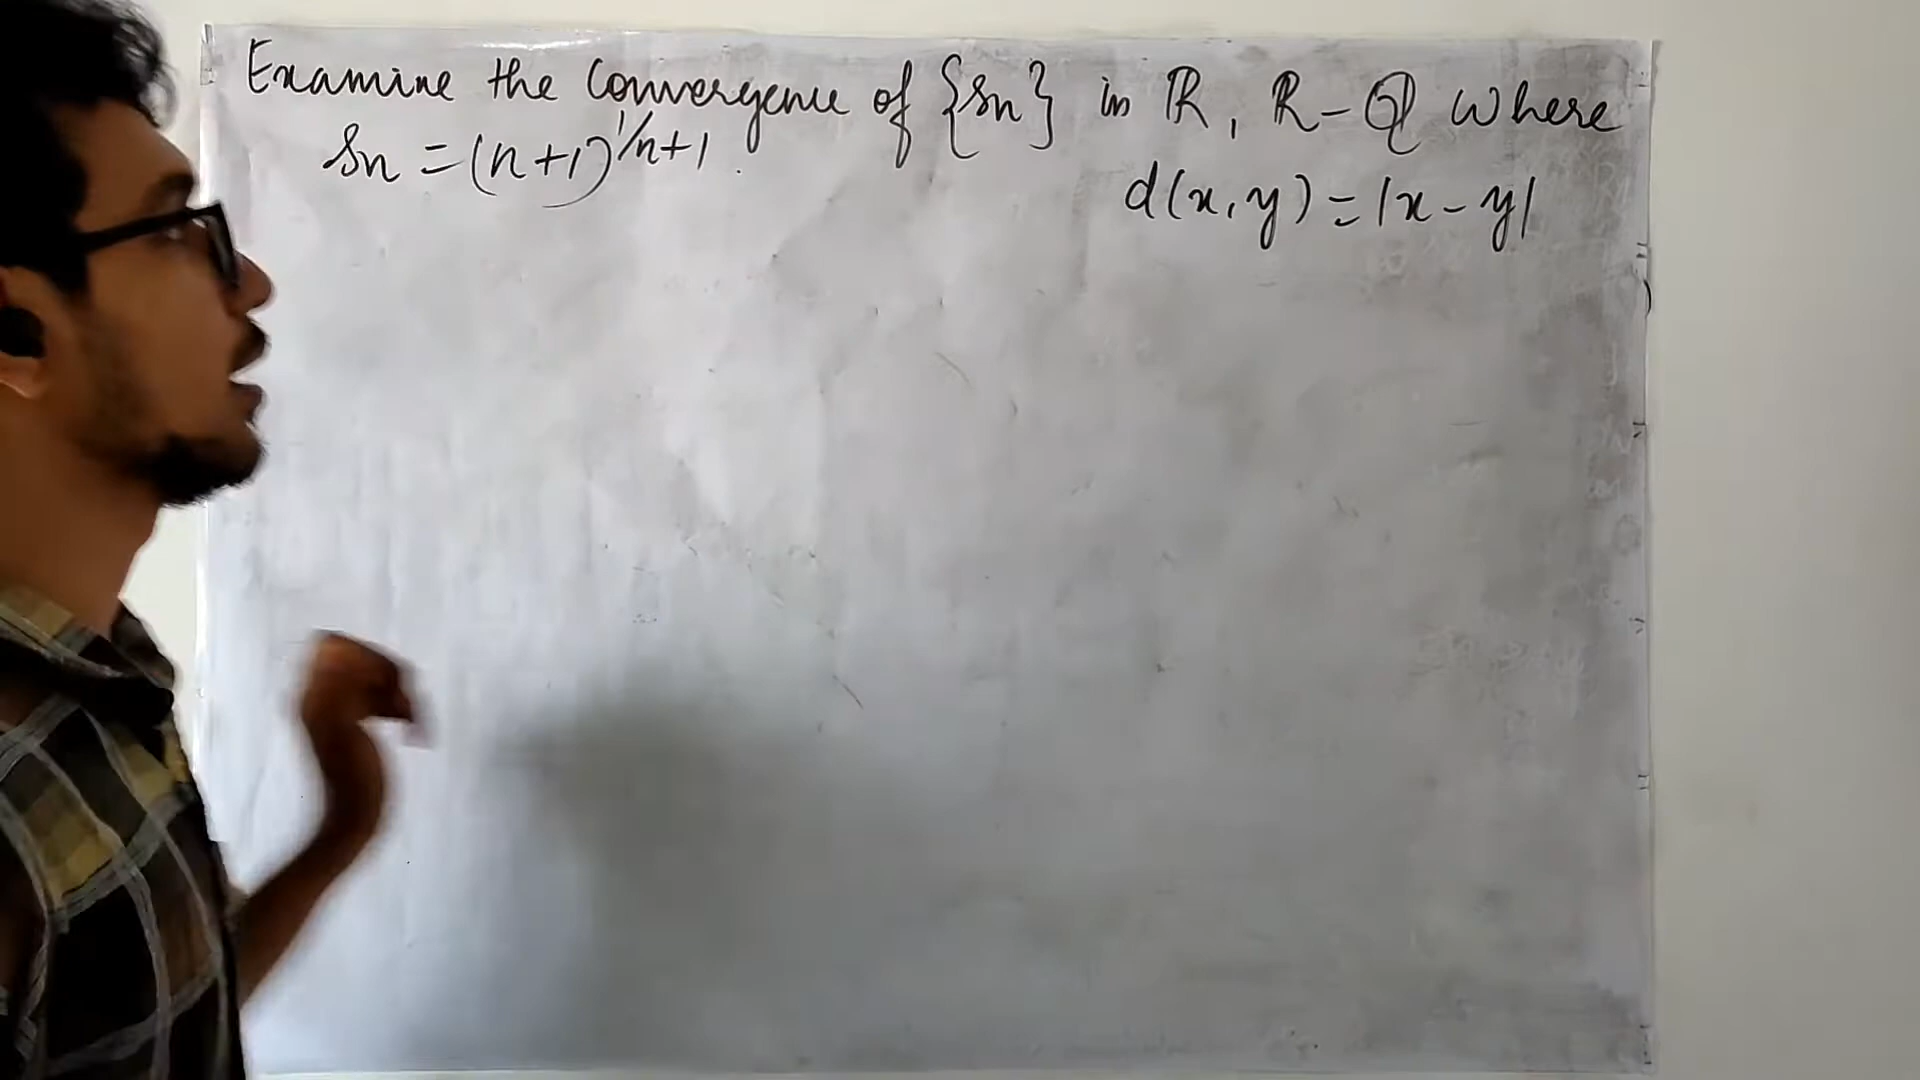 Examine the convergence of {sn} in ℝ, ℝ-ℚ where
sn = (n+1)^1/n+1.
d(x,y) = |x-y|